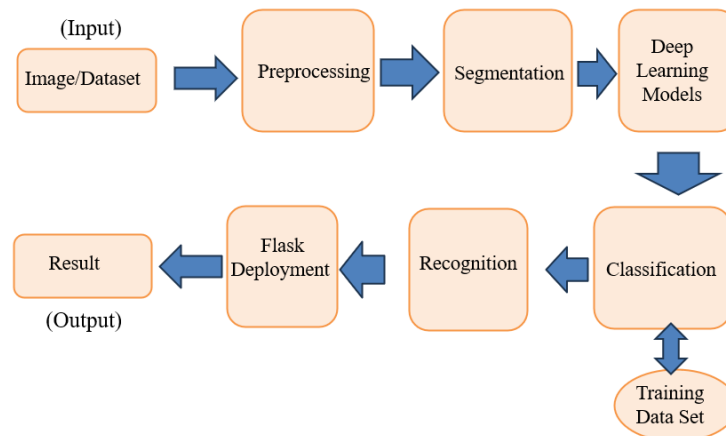 (Input)
Image/Dataset
Preprocessing
Segmentation
Deep
Learning
Models
Classification
Training
Data Set
Recognition
Flask
Deployment
Result
(Output)